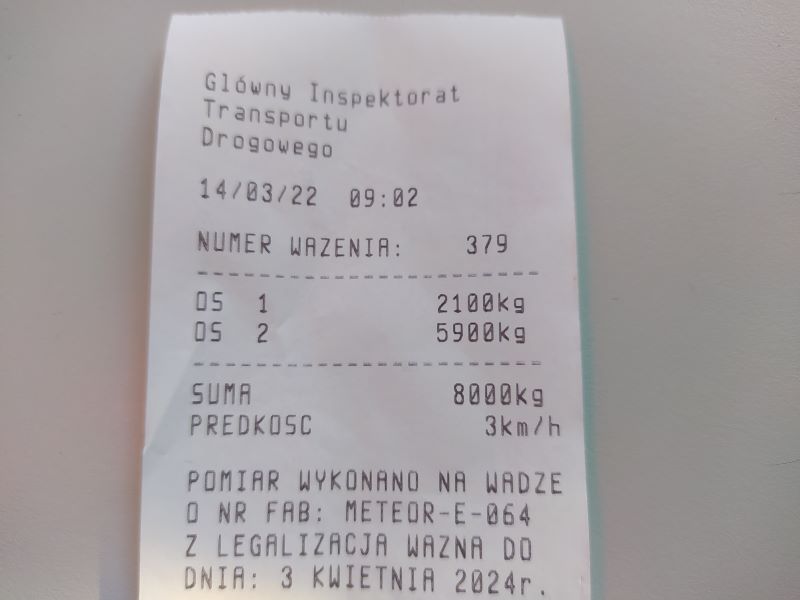 Główny Inspektorat
Transportu
Drogowego
14/03/22 09:02
NUMER WAZENIA: 379
--------------------------------
OS 1 2100kg
OS 2 5900kg
--------------------------------
SUMA 8000kg
PREDKOSC 3km/h
POMIAR WYKONANO NA WADZE
O NR FAB: METEOR-E-064
Z LEGALIZACJA WAZNA DO
DNIA: 3 KWIETNIA 2024r.